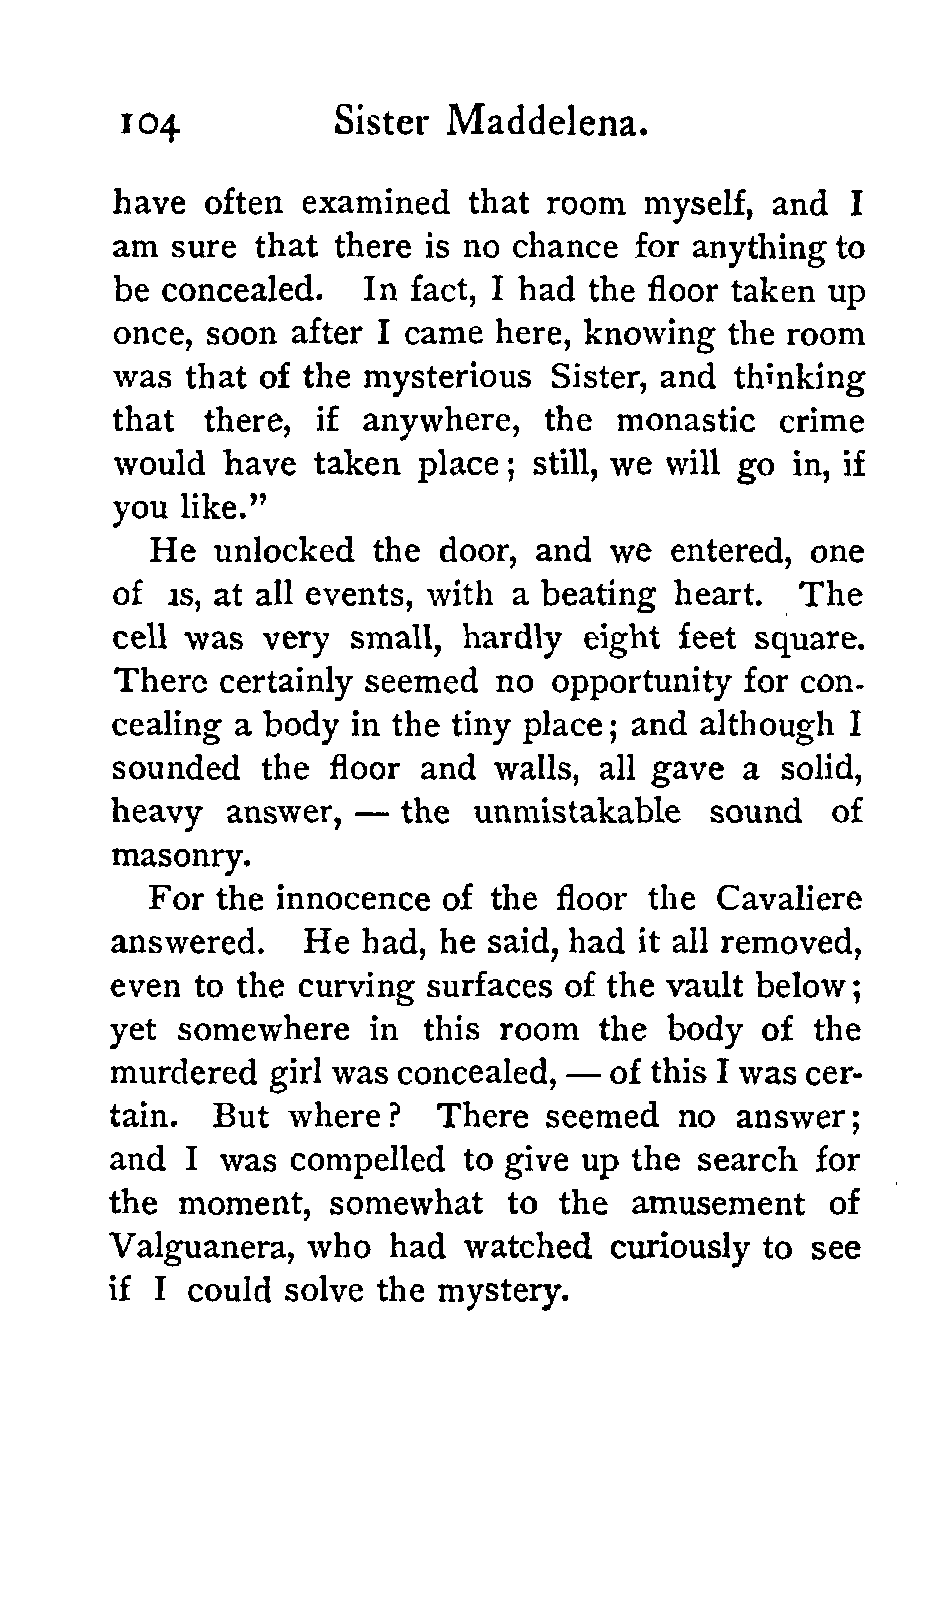 104 Sister Maddelena.
have often examined that room myself, and I
am sure that there is no chance for anything to
be concealed. In fact, I had the floor taken up
once, soon after I came here, knowing the room
was that of the mysterious Sister, and thinking
that there, if anywhere, the monastic crime
would have taken place; still, we will go in, if
you like."
He unlocked the door, and we entered, one
of us, at all events, with a beating heart. The
cell was very small, hardly eight feet square.
There certainly seemed no opportunity for con-
cealing a body in the tiny place; and although I
sounded the floor and walls, all gave a solid,
heavy answer, — the unmistakable sound of
masonry.
For the innocence of the floor the Cavaliere
answered. He had, he said, had it all removed,
even to the curving surfaces of the vault below;
yet somewhere in this room the body of the
murdered girl was concealed, — of this I was cer-
tain. But where? There seemed no answer;
and I was compelled to give up the search for
the moment, somewhat to the amusement of
Valguanera, who had watched curiously to see
if I could solve the mystery.